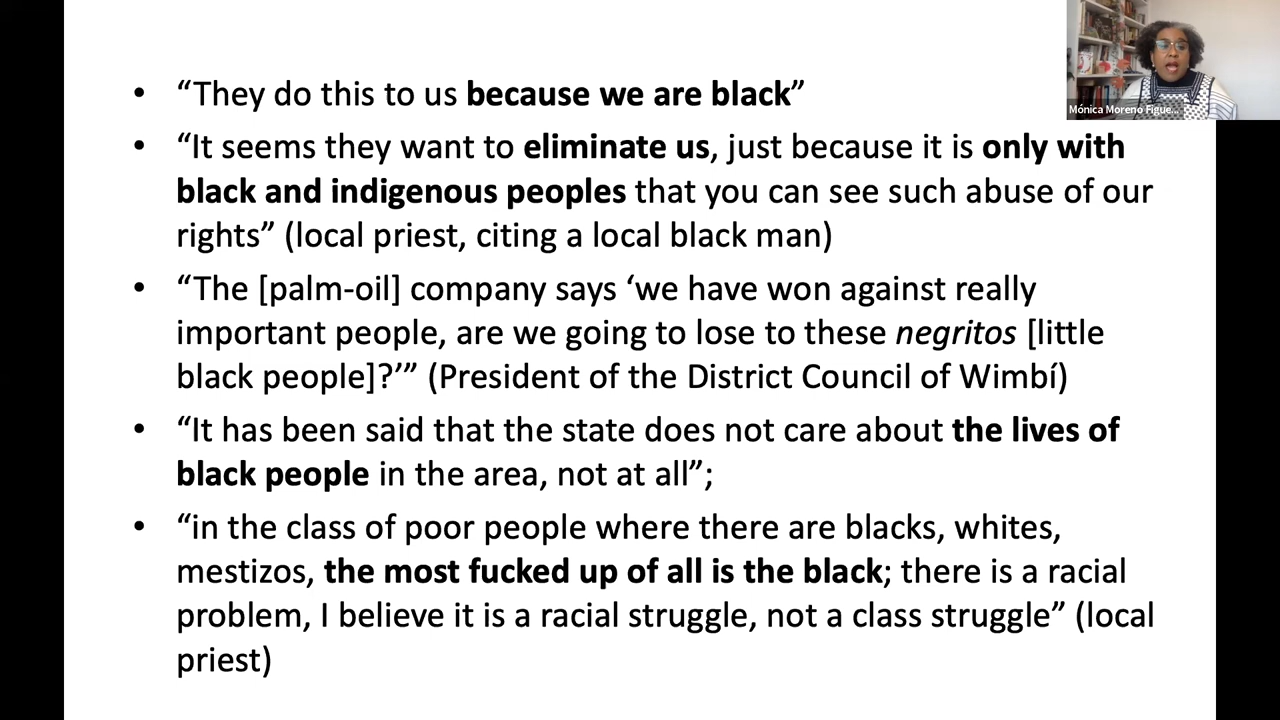 • “They do this to us because we are black”
• “It seems they want to eliminate us, just because it is only with
black and indigenous peoples that you can see such abuse of our
rights” (local priest, citing a local black man)
• “The [palm-oil] company says ‘we have won against really
important people, are we going to lose to these negritos [little
black people]?’” (President of the District Council of Wimbí)
• “It has been said that the state does not care about the lives of
black people in the area, not at all”;
• “in the class of poor people where there are blacks, whites,
mestizos, the most fucked up of all is the black; there is a racial
problem, I believe it is a racial struggle, not a class struggle” (local
priest)
Mónica Moreno Figue...